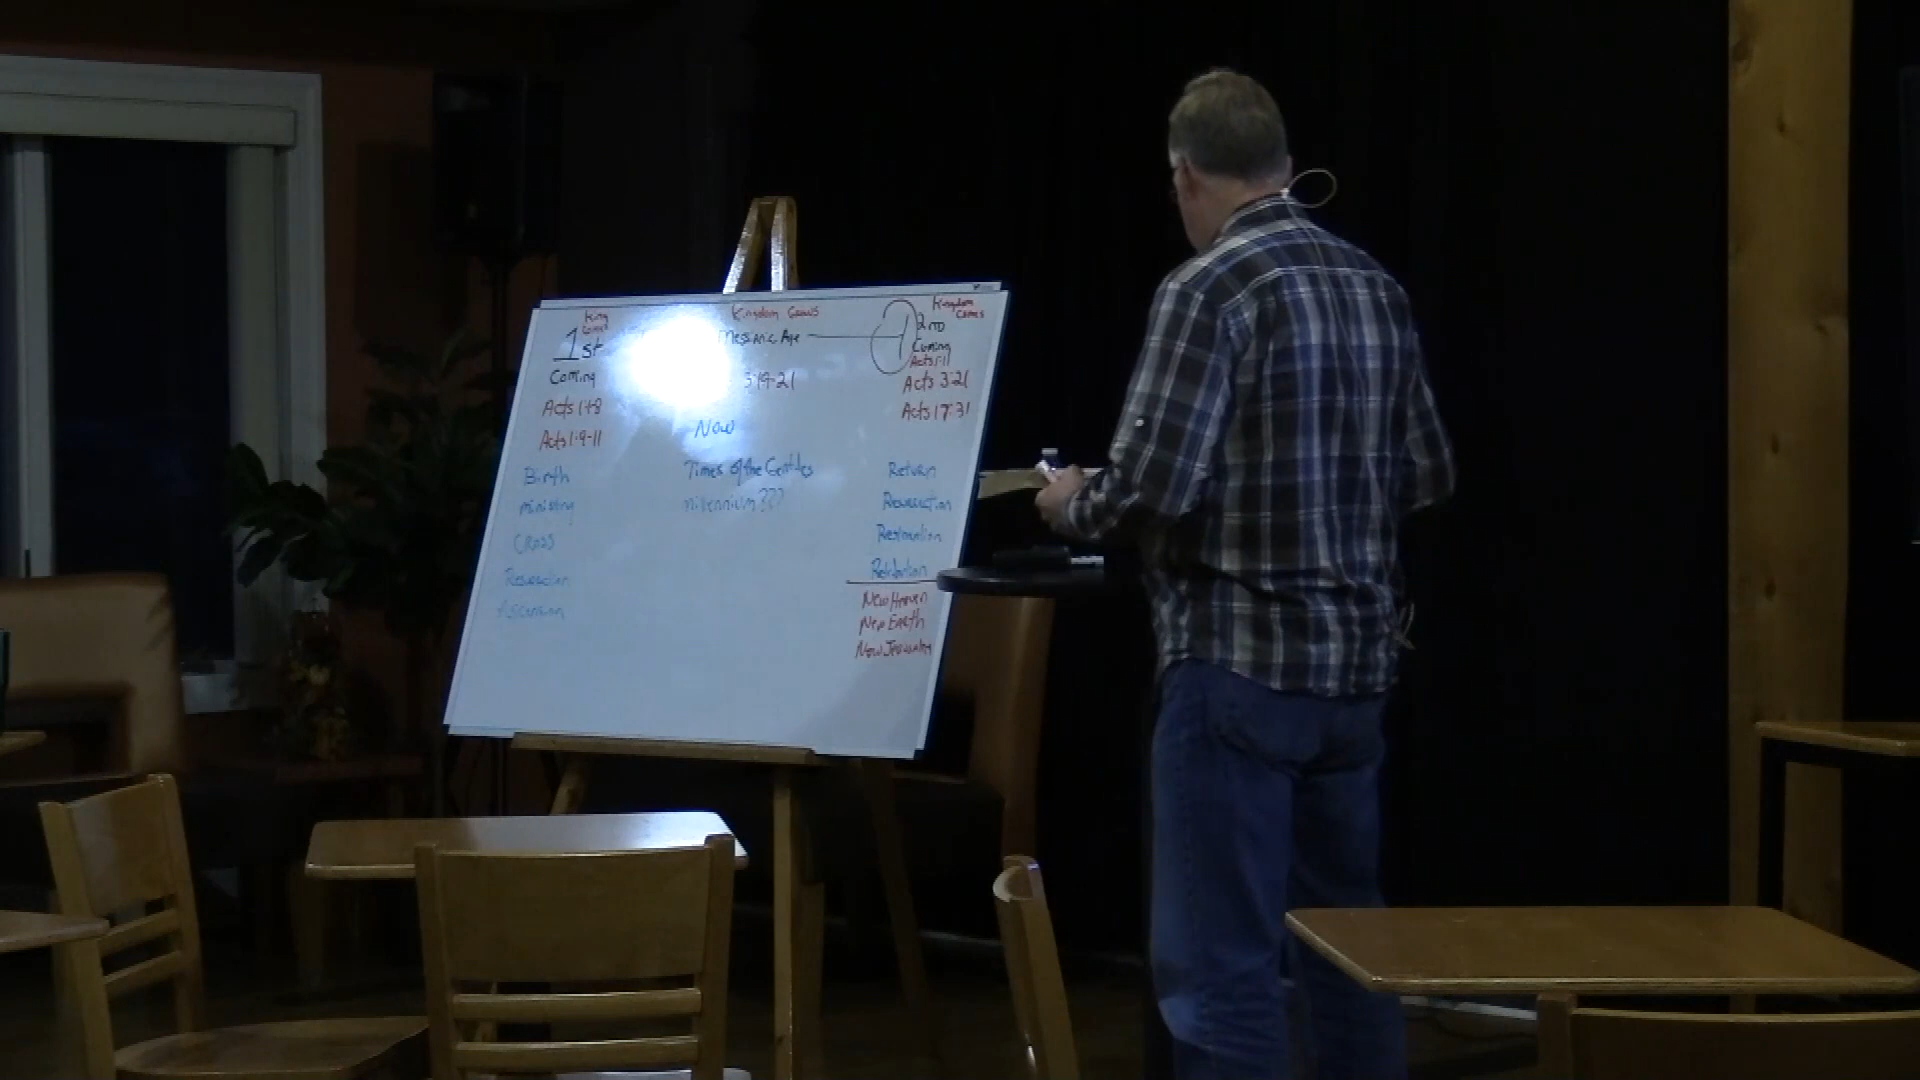 King
Comes
1st
Coming
Acts 1:4-8
Acts 1:9-11
Birth
Ministry
CROSS
Resurrection
Ascension
Kingdom Grows
Messianic Age
3:19-21
Now
Times of the Gentiles
millennium???
Kingdom
Comes
2ND
Coming
Acts 1:11
Acts 3:21
Acts 17:31
Return
Resurrection
Restoration
Retribution
New Heaven
New Earth
New Jerusalem